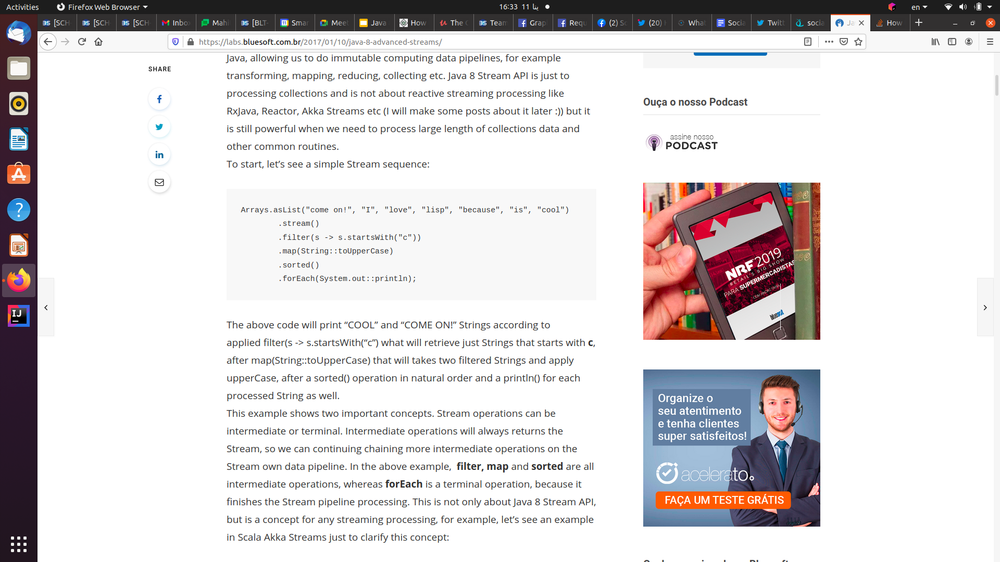 Activities
Firefox Web Browser
16:33 11 ينا
en
[SCH
[SCH
[SCH
Inbo
Mahi
[BLT-
Smar
Meet
Java
How
The
Team
Grap
Requ
(2) Sc
(20)
What
Socia
Twitt
socia
Ja
How
https://labs.bluesoft.com.br/2017/01/10/java-8-advanced-streams/
SHARE
Java, allowing us to do immutable computing data pipelines, for example
transforming, mapping, reducing, collecting etc. Java 8 Stream API is just to
processing collections and is not about reactive streaming processing like
RxJava, Reactor, Akka Streams etc (I will make some posts about it later :)) but it
is still powerful when we need to process large length of collections data and
other common routines.
To start, let’s see a simple Stream sequence:
Arrays.asList("come on!", "I", "love", "lisp", "because", "is", "cool")
.stream()
.filter(s -> s.startsWith("c"))
.map(String::toUpperCase)
.sorted()
.forEach(System.out::println);
The above code will print “COOL” and “COME ON!” Strings according to
applied filter(s -> s.startsWith(“c”) what will retrieve just Strings that starts with c,
after map(String::toUpperCase) that will takes two filtered Strings and apply
upperCase, after a sorted() operation in natural order and a println() for each
processed String as well.
This example shows two important concepts. Stream operations can be
intermediate or terminal. Intermediate operations will always returns the
Stream, so we can continuing chaining more intermediate operations on the
Stream own data pipeline. In the above example, filter, map and sorted are all
intermediate operations, whereas forEach is a terminal operation, because it
finishes the Stream pipeline processing. This is not only about Java 8 Stream API,
but is a concept for any streaming processing, for example, let’s see an example
in Scala Akka Streams just to clarify this concept:
Ouça o nosso Podcast
assine nosso
PODCAST
NRF2019
RETAIL'S BIG SHOW
PARA SUPERMERCADISTAS
COM ANDRÉ FARIA
bluesoft
Organize o
seu atentimento
e tenha clientes
super satisfeitos!
acelerato
FAÇA UM TESTE GRÁTIS
IJ